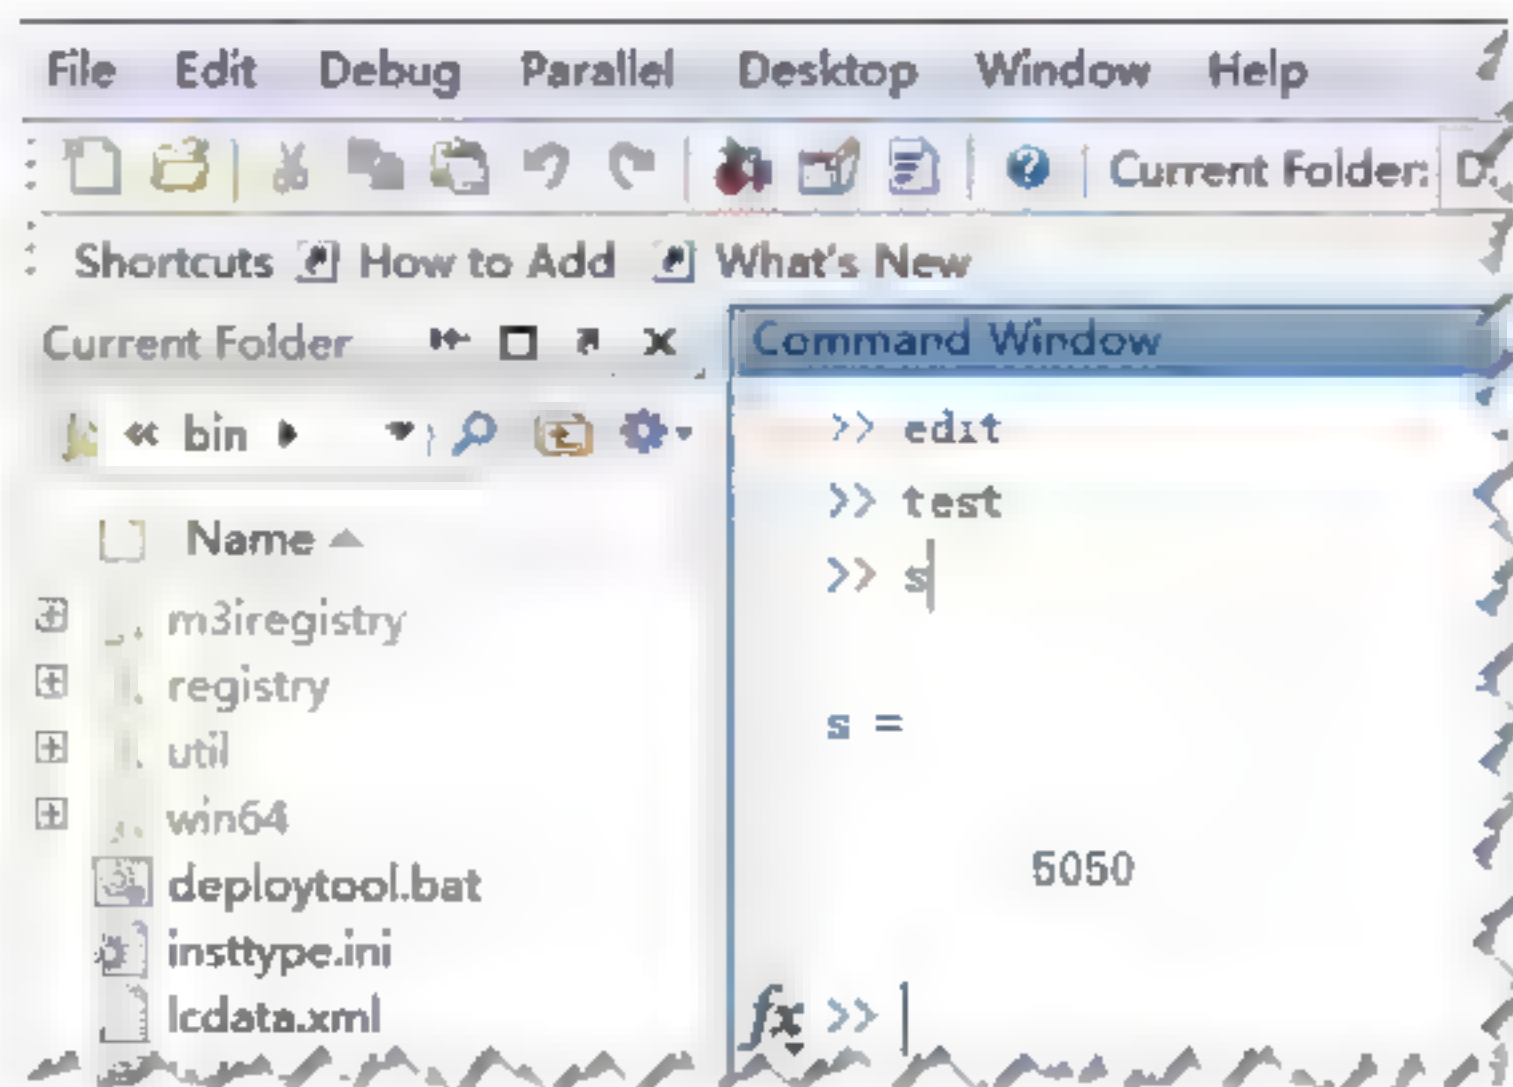 File Edit Debug Parallel Desktop Window Help
Current Folder: D:
Shortcuts How to Add What's New
Current Folder
« bin
Name
m3iregistry
registry
util
win64
deploytool.bat
insttype.ini
lcdata.xml
Command Window
>> edit
>> test
>> s
s =
5050
fx >>